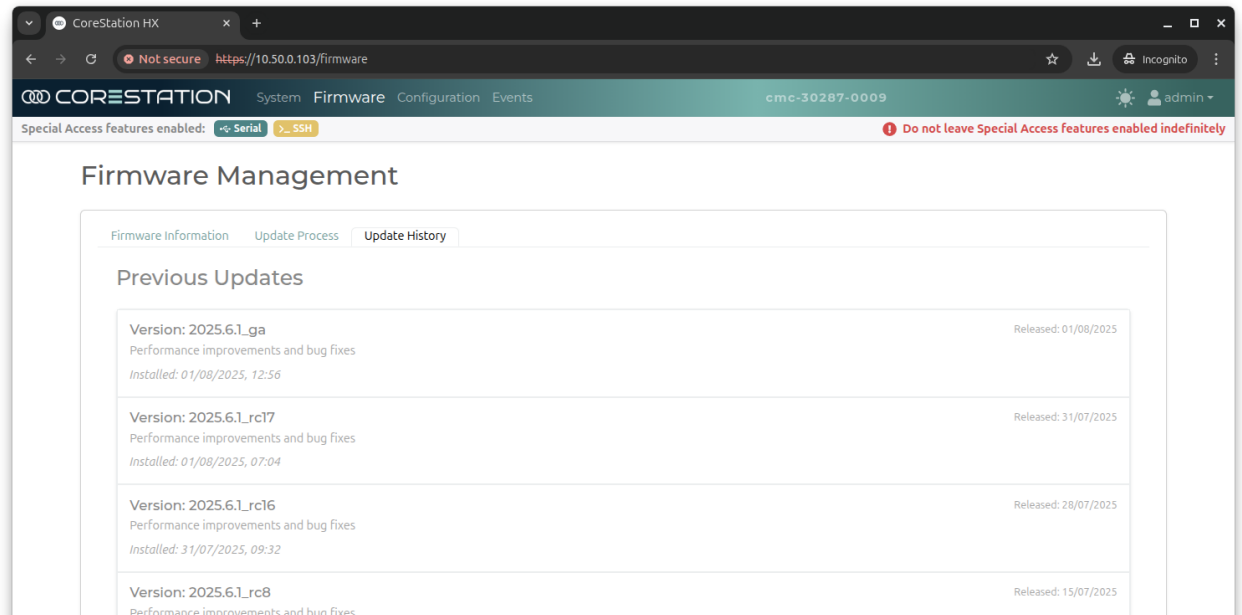 CoreStation HX
Not secure https://10.50.0.103/firmware Incognito
CORESTATION System Firmware Configuration Events cmc-30287-0009 admin
Special Access features enabled: Serial >_ SSH Do not leave Special Access features enabled indefinitely
Firmware Management
Firmware Information Update Process Update History
Previous Updates
Version: 2025.6.1_ga Released: 01/08/2025
Performance improvements and bug fixes
Installed: 01/08/2025, 12:56
Version: 2025.6.1_rc17 Released: 31/07/2025
Performance improvements and bug fixes
Installed: 01/08/2025, 07:04
Version: 2025.6.1_rc16 Released: 28/07/2025
Performance improvements and bug fixes
Installed: 31/07/2025, 09:32
Version: 2025.6.1_rc8 Released: 15/07/2025
Performance improvements and bug fixes